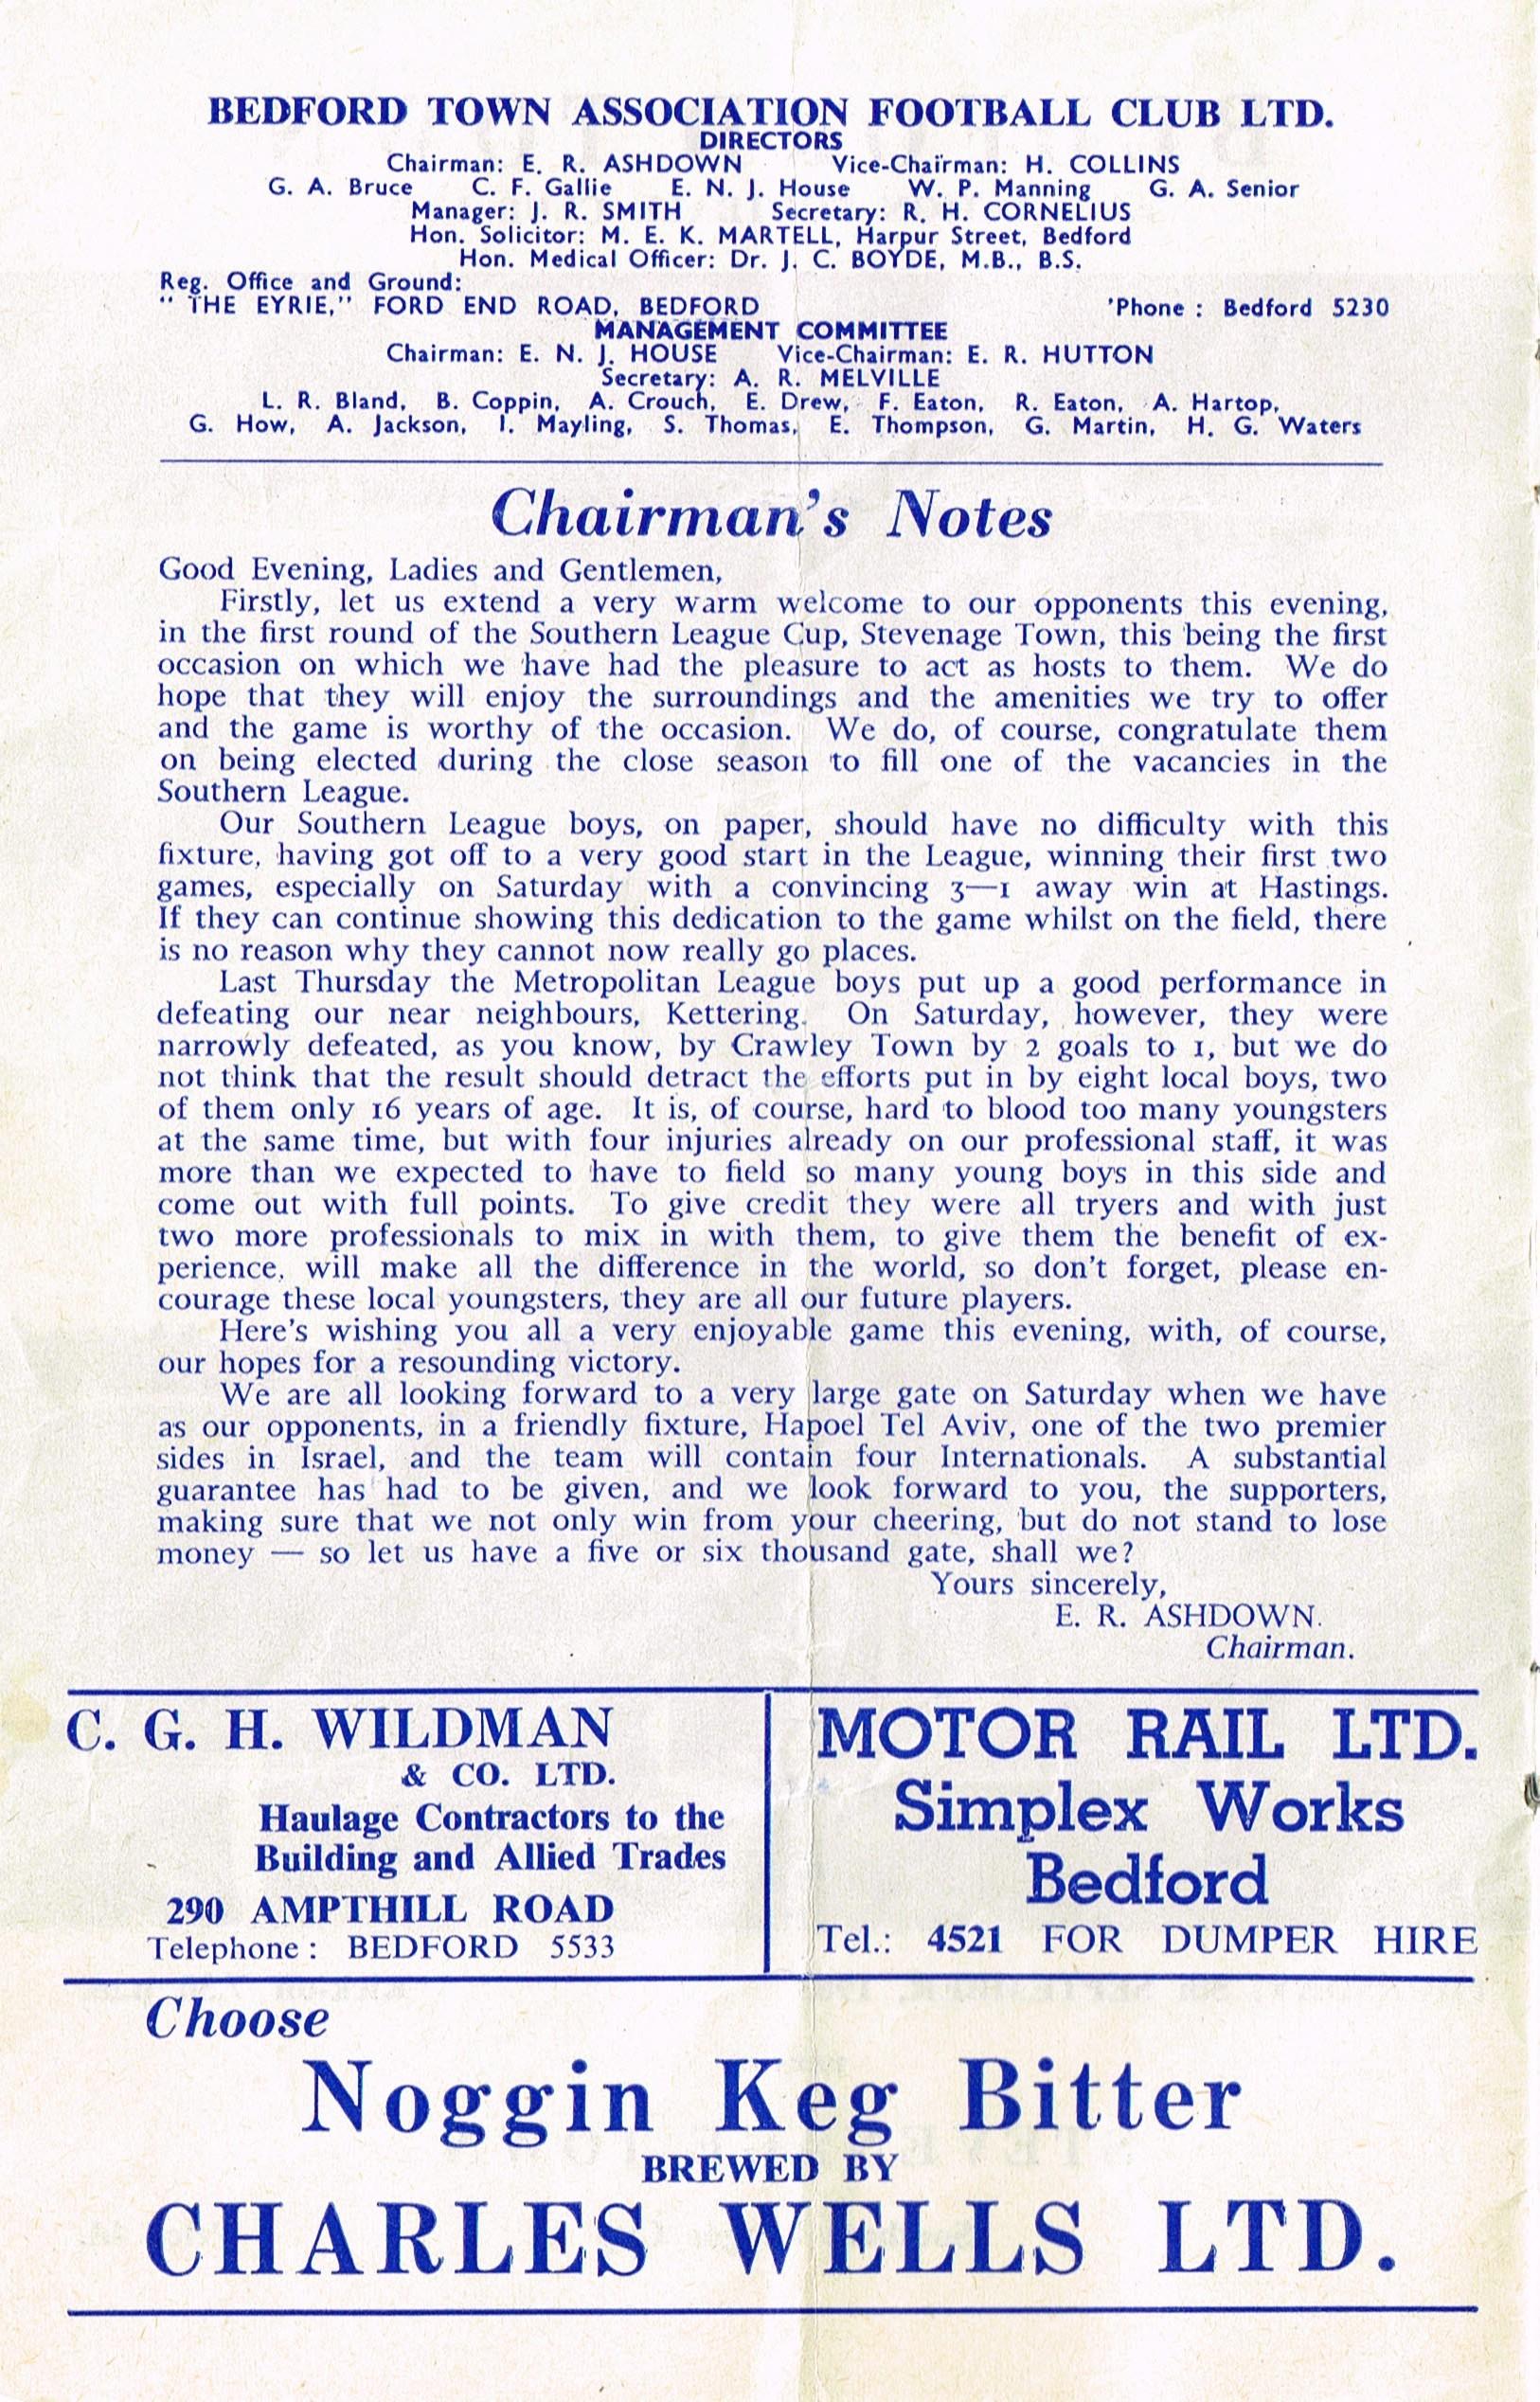 BEDFORD TOWN ASSOCIATION FOOTBALL CLUB LTD.
DIRECTORS
Chairman: E. R. ASHDOWN Vice-Chairman: H. COLLINS
G. A. Bruce C. F. Gallie E. N. J. House W. P. Manning G. A. Senior
Manager: J. R. SMITH Secretary: R. H. CORNELIUS
Hon. Solicitor: M. E. K. MARTELL, Harpur Street, Bedford
Hon. Medical Officer: Dr. J. C. BOYDE, M.B., B.S.
Reg. Office and Ground:
" THE EYRIE," FORD END ROAD, BEDFORD 'Phone : Bedford 5230
MANAGEMENT COMMITTEE
Chairman: E. N. J. HOUSE Vice-Chairman: E. R. HUTTON
Secretary: A. R. MELVILLE
L. R. Bland, B. Coppin, A. Crouch, E. Drew, F. Eaton, R. Eaton, A. Hartop,
G. How, A. Jackson, I. Mayling, S. Thomas, E. Thompson, G. Martin, H. G. Waters
Chairman's Notes
Good Evening, Ladies and Gentlemen,
Firstly, let us extend a very warm welcome to our opponents this evening,
in the first round of the Southern League Cup, Stevenage Town, this being the first
occasion on which we have had the pleasure to act as hosts to them. We do
hope that they will enjoy the surroundings and the amenities we try to offer
and the game is worthy of the occasion. We do, of course, congratulate them
on being elected during the close season to fill one of the vacancies in the
Southern League.
Our Southern League boys, on paper, should have no difficulty with this
fixture, having got off to a very good start in the League, winning their first two
games, especially on Saturday with a convincing 3—1 away win at Hastings.
If they can continue showing this dedication to the game whilst on the field, there
is no reason why they cannot now really go places.
Last Thursday the Metropolitan League boys put up a good performance in
defeating our near neighbours, Kettering. On Saturday, however, they were
narrowly defeated, as you know, by Crawley Town by 2 goals to 1, but we do
not think that the result should detract the efforts put in by eight local boys, two
of them only 16 years of age. It is, of course, hard to blood too many youngsters
at the same time, but with four injuries already on our professional staff, it was
more than we expected to have to field so many young boys in this side and
come out with full points. To give credit they were all tryers and with just
two more professionals to mix in with them, to give them the benefit of ex-
perience, will make all the difference in the world, so don't forget, please en-
courage these local youngsters, they are all our future players.
Here's wishing you all a very enjoyable game this evening, with, of course,
our hopes for a resounding victory.
We are all looking forward to a very large gate on Saturday when we have
as our opponents, in a friendly fixture, Hapoel Tel Aviv, one of the two premier
sides in Israel, and the team will contain four Internationals. A substantial
guarantee has had to be given, and we look forward to you, the supporters,
making sure that we not only win from your cheering, but do not stand to lose
money — so let us have a five or six thousand gate, shall we?
Yours sincerely,
E. R. ASHDOWN.
Chairman.
C. G. H. WILDMAN
& CO. LTD.
Haulage Contractors to the
Building and Allied Trades
290 AMPTHILL ROAD
Telephone : BEDFORD 5533
MOTOR RAIL LTD.
Simplex Works
Bedford
Tel.: 4521 FOR DUMPER HIRE
Choose
Noggin Keg Bitter
BREWED BY
CHARLES WELLS LTD.